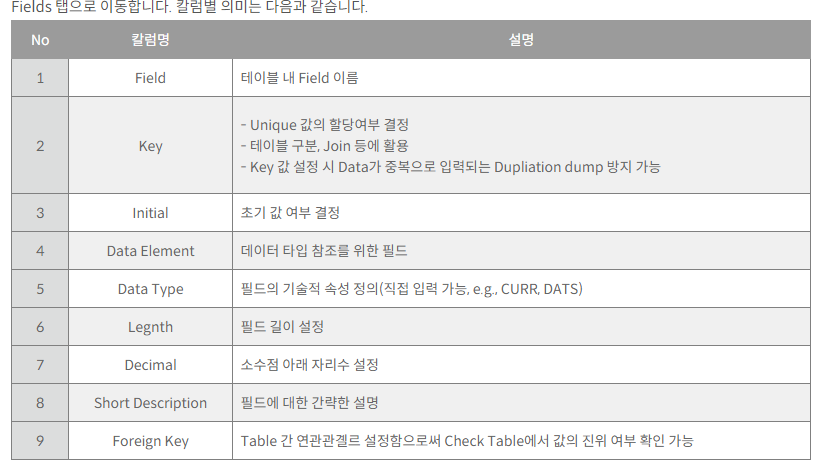 Fields 탭으로 이동합니다. 칼럼별 의미는 다음과 같습니다.
No 칼럼명 설명
1 Field 테이블 내 Field 이름
2 Key - Unique 값의 할당여부 결정
- 테이블 구분, Join 등에 활용
- Key 값 설정 시 Data가 중복으로 입력되는 Dupliation dump 방지 가능
3 Initial 초기 값 여부 결정
4 Data Element 데이터 타입 참조를 위한 필드
5 Data Type 필드의 기술적 속성 정의(직접 입력 가능, e.g., CURR, DATS)
6 Legnth 필드 길이 설정
7 Decimal 소수점 아래 자리수 설정
8 Short Description 필드에 대한 간략한 설명
9 Foreign Key Table 간 연관관곌르 설정함으로써 Check Table에서 값의 진위 여부 확인 가능